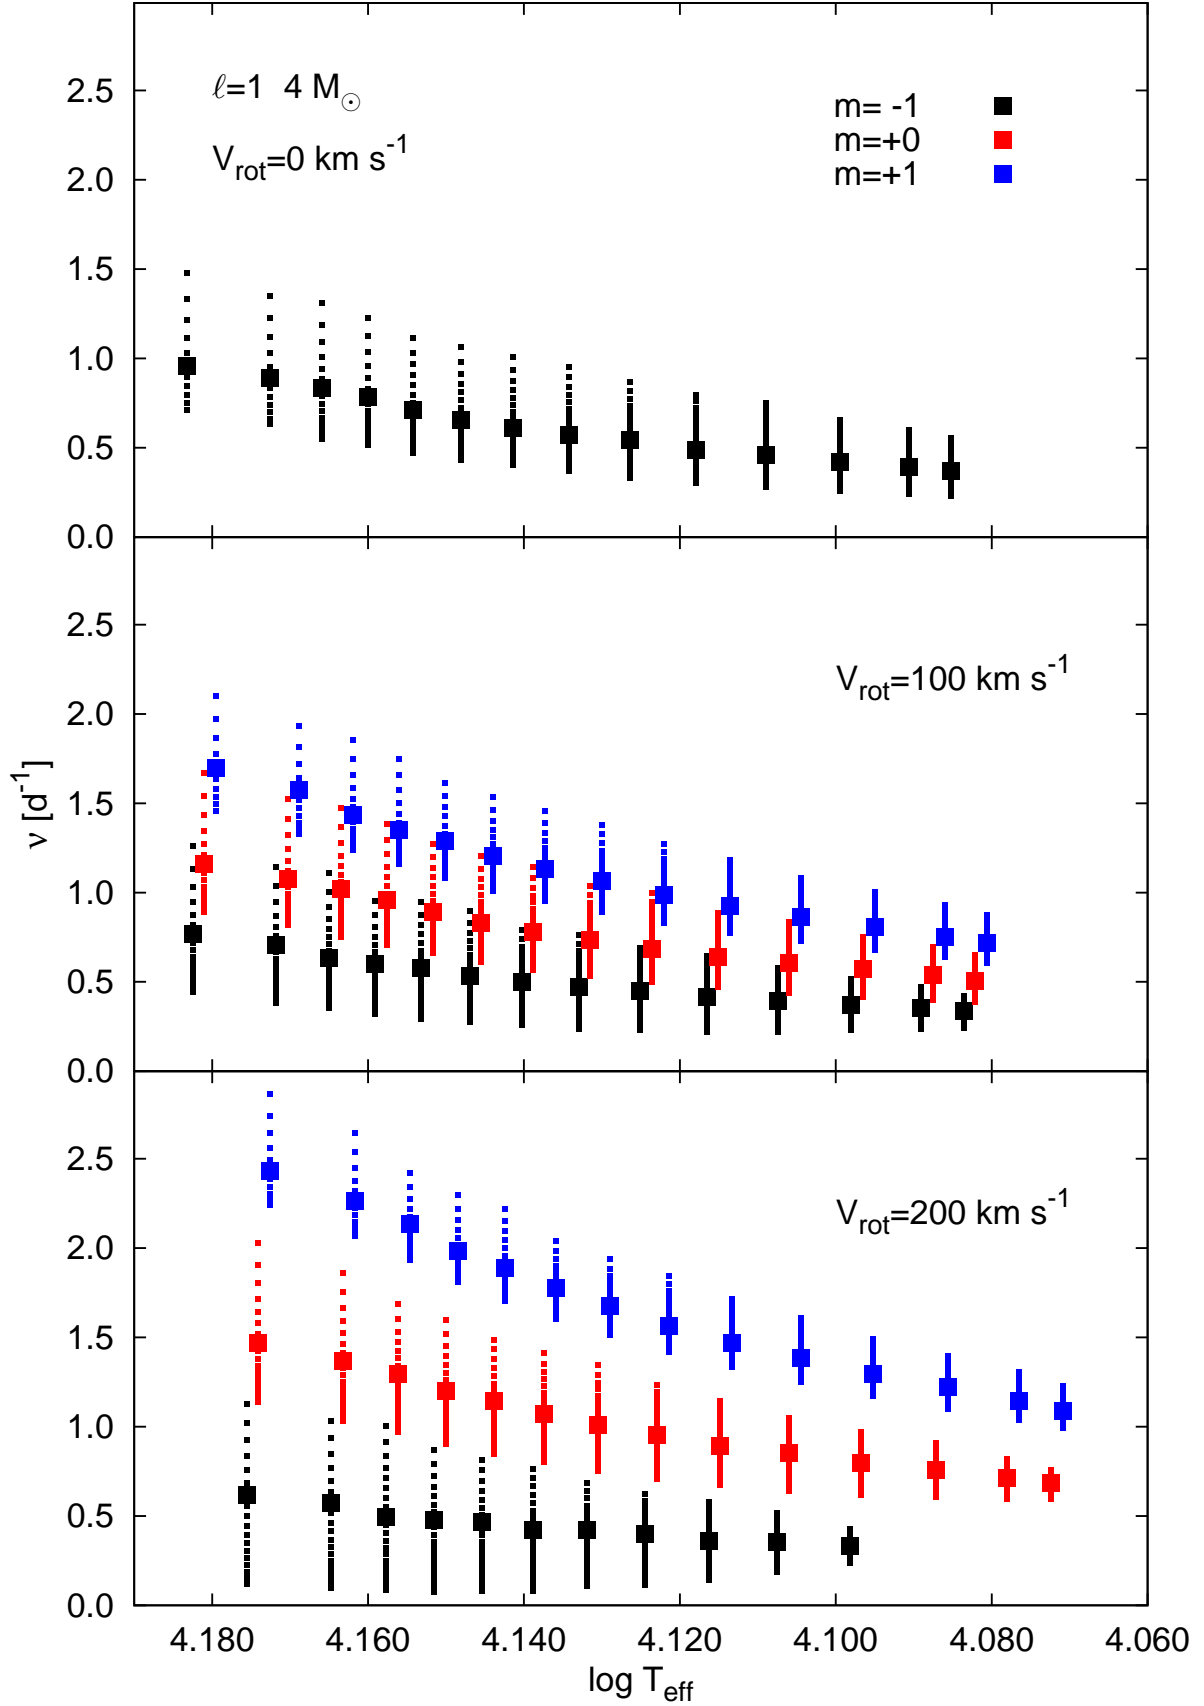 2.5
2.0
1.5
1.0
0.5
0.0
ℓ=1 4 M☉
V_rot=0 km s⁻¹
m= -1
m=+0
m=+1
2.5
2.0
1.5
1.0
0.5
0.0
V_rot=100 km s⁻¹
ν [d⁻¹]
2.5
2.0
1.5
1.0
0.5
0.0
V_rot=200 km s⁻¹
4.180 4.160 4.140 4.120 4.100 4.080 4.060
log T_eff